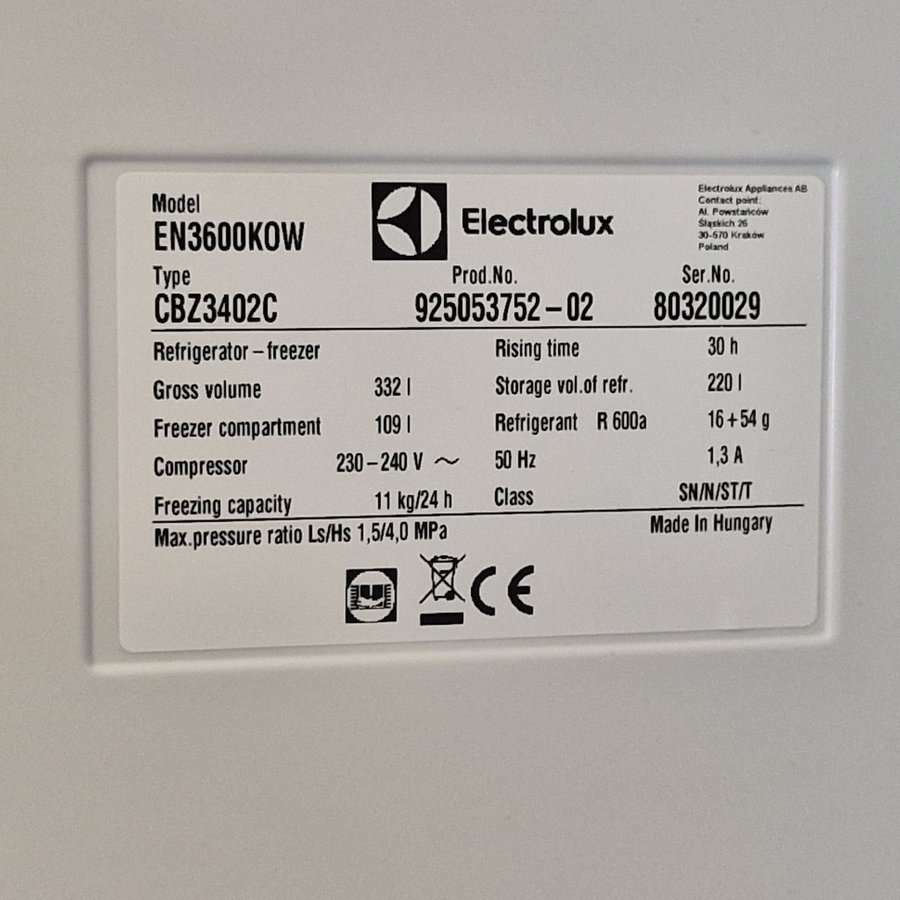 Model
EN3600KOW
Electrolux
Electrolux Appliances AB
Contact point:
Al. Powstańców
Śląskich 26
30-570 Kraków
Poland
Type Prod.No. Ser.No.
CBZ3402C 925053752-02 80320029
Refrigerator-freezer Rising time 30 h
Gross volume 332 l Storage vol.of refr. 220 l
Freezer compartment 109 l Refrigerant R 600a 16+54 g
Compressor 230-240 V ~ 50 Hz 1,3 A
Freezing capacity 11 kg/24 h Class SN/N/ST/T
Max.pressure ratio Ls/Hs 1,5/4,0 MPa Made In Hungary
CE